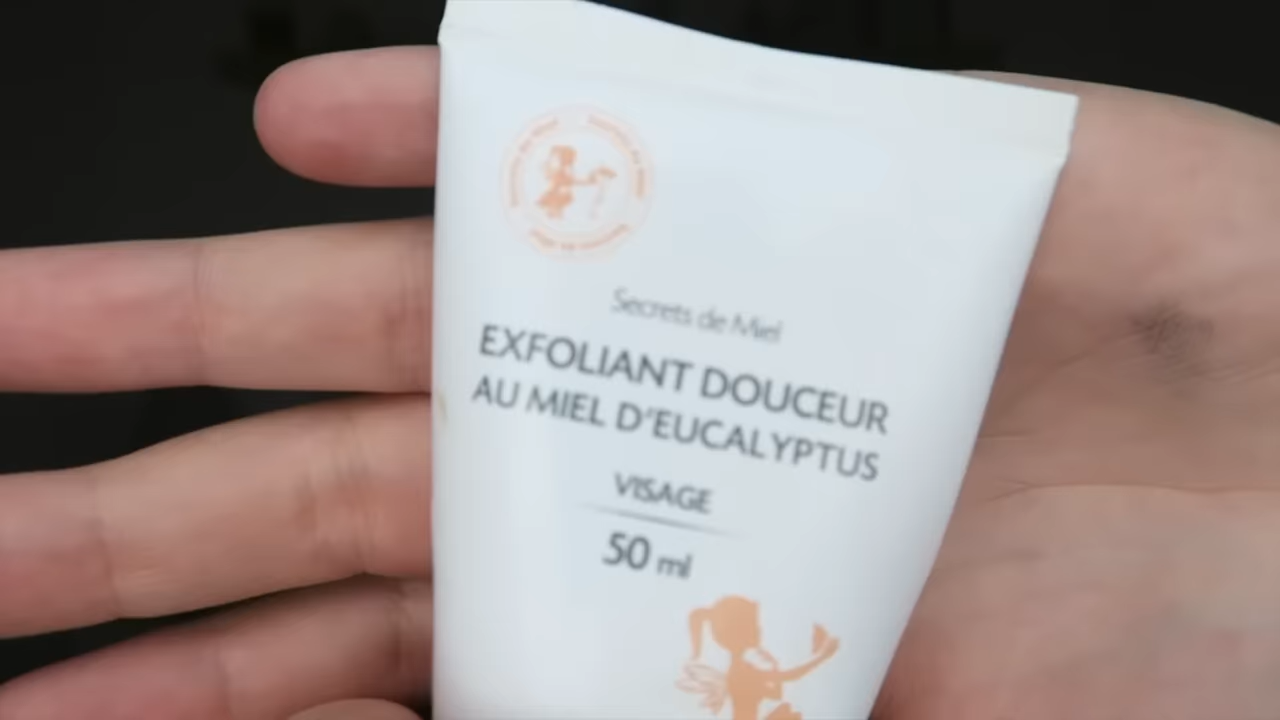 Secrets de Miel
EXFOLIANT DOUCEUR
AU MIEL D'EUCALYPTUS
VISAGE
50 ml